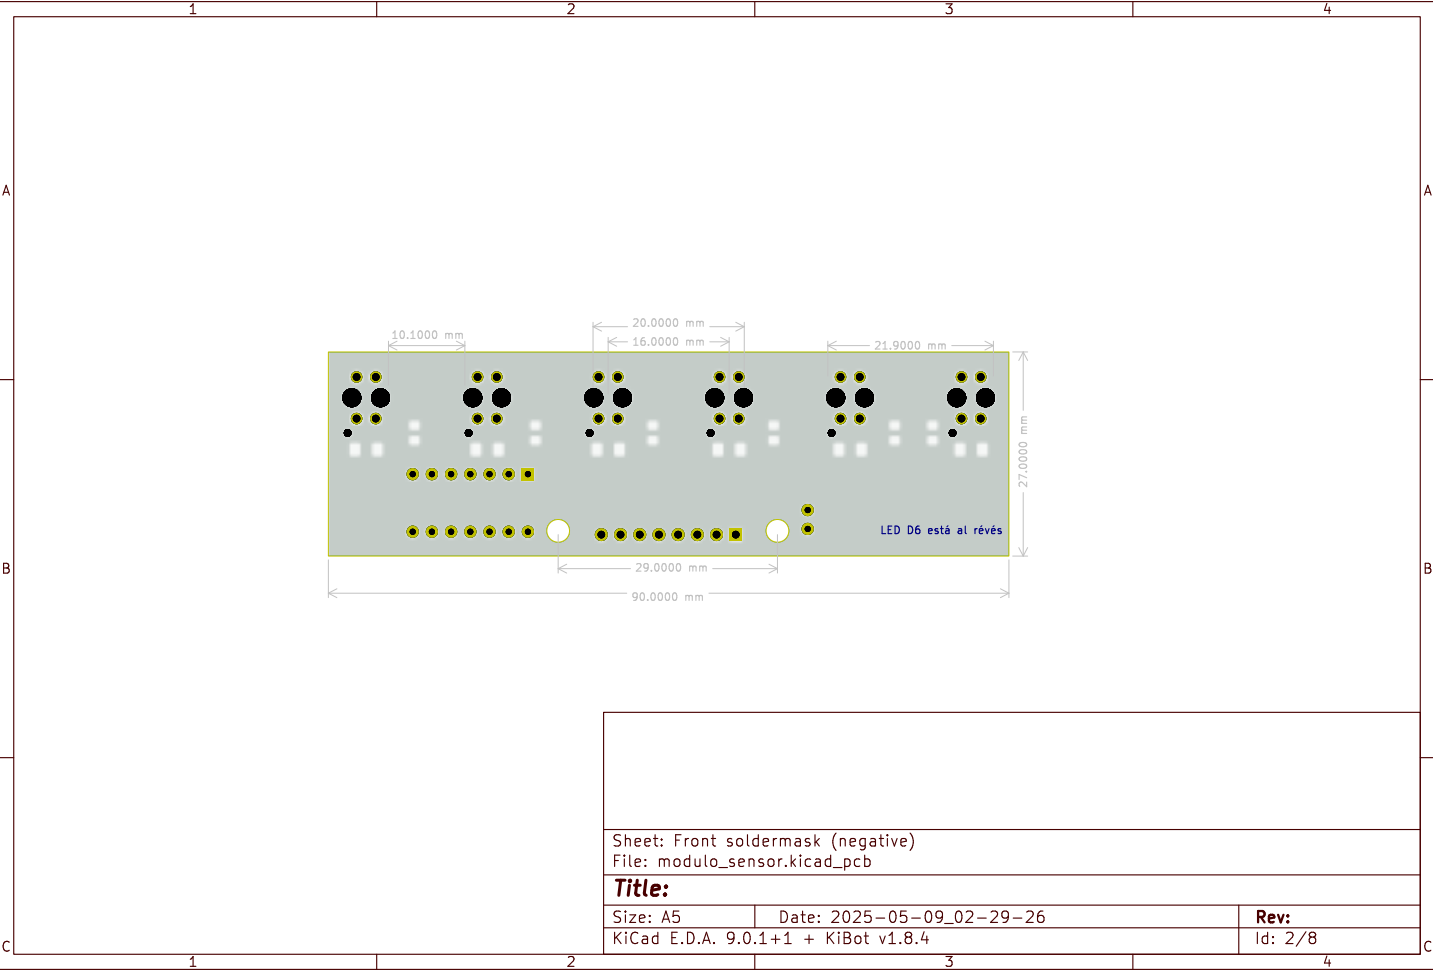 1 2 3 4
A A
20.0000 mm
10.1000 mm
16.0000 mm
21.9000 mm
27.0000 mm
LED D6 está al révés
29.0000 mm
B B
90.0000 mm
Sheet: Front soldermask (negative)
File: modulo_sensor.kicad_pcb
Title:
Size: A5 Date: 2025-05-09_02-29-26 Rev:
KiCad E.D.A. 9.0.1+1 + KiBot v1.8.4 Id: 2/8
C C
1 2 3 4